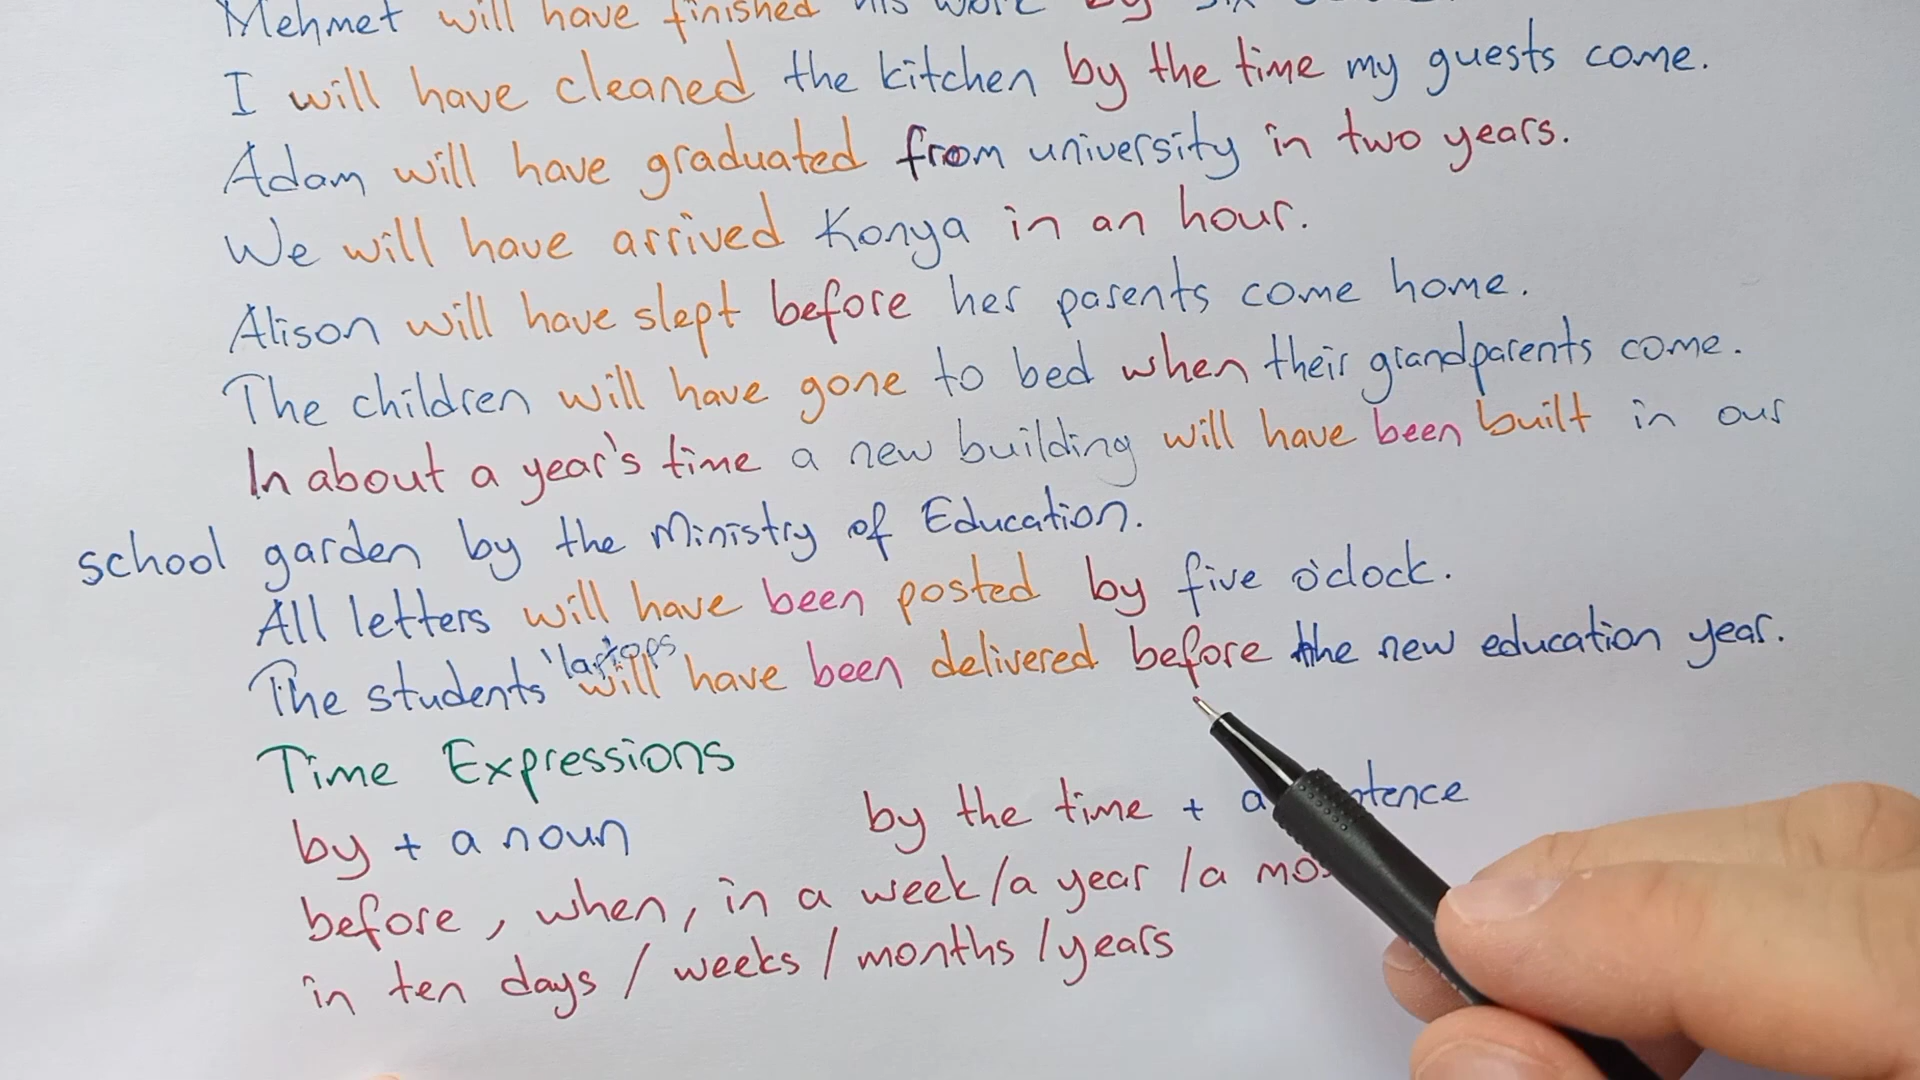 Mehmet will have finished his work by six
I will have cleaned the kitchen by the time my guests come.
Adam will have graduated from university in two years.
We will have arrived Konya in an hour.
Alison will have slept before her parents come home.
The children will have gone to bed when their grandparents come.
In about a year's time a new building will have been built in our
school garden by the Ministry of Education.
All letters will have been posted by five o'clock.
The students' laptops will have been delivered before the new education year.
Time Expressions
by + a noun
by the time + a
before, when, in a week/a year/a
in ten days/weeks/months/years